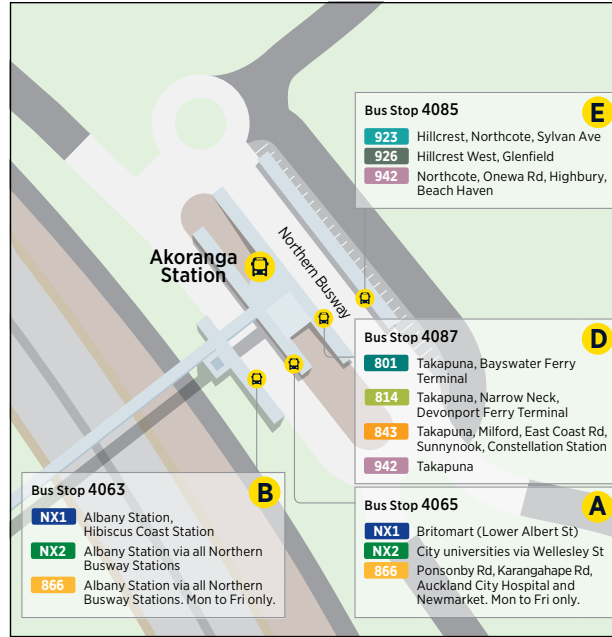 Bus Stop 4085
E
923 Hillcrest, Northcote, Sylvan Ave
926 Hillcrest West, Glenfield
942 Northcote, Onewa Rd, Highbury,
Beach Haven
Akoranga
Station
Northern Busway
Bus Stop 4087
D
801 Takapuna, Bayswater Ferry
Terminal
814 Takapuna, Narrow Neck,
Devonport Ferry Terminal
843 Takapuna, Milford, East Coast Rd,
Sunnynook, Constellation Station
942 Takapuna
Bus Stop 4063
B
NX1 Albany Station,
Hibiscus Coast Station
NX2 Albany Station via all Northern
Busway Stations
866 Albany Station via all Northern
Busway Stations. Mon to Fri only.
Bus Stop 4065
A
NX1 Britomart (Lower Albert St)
NX2 City universities via Wellesley St
866 Ponsonby Rd, Karangahape Rd,
Auckland City Hospital and
Newmarket. Mon to Fri only.